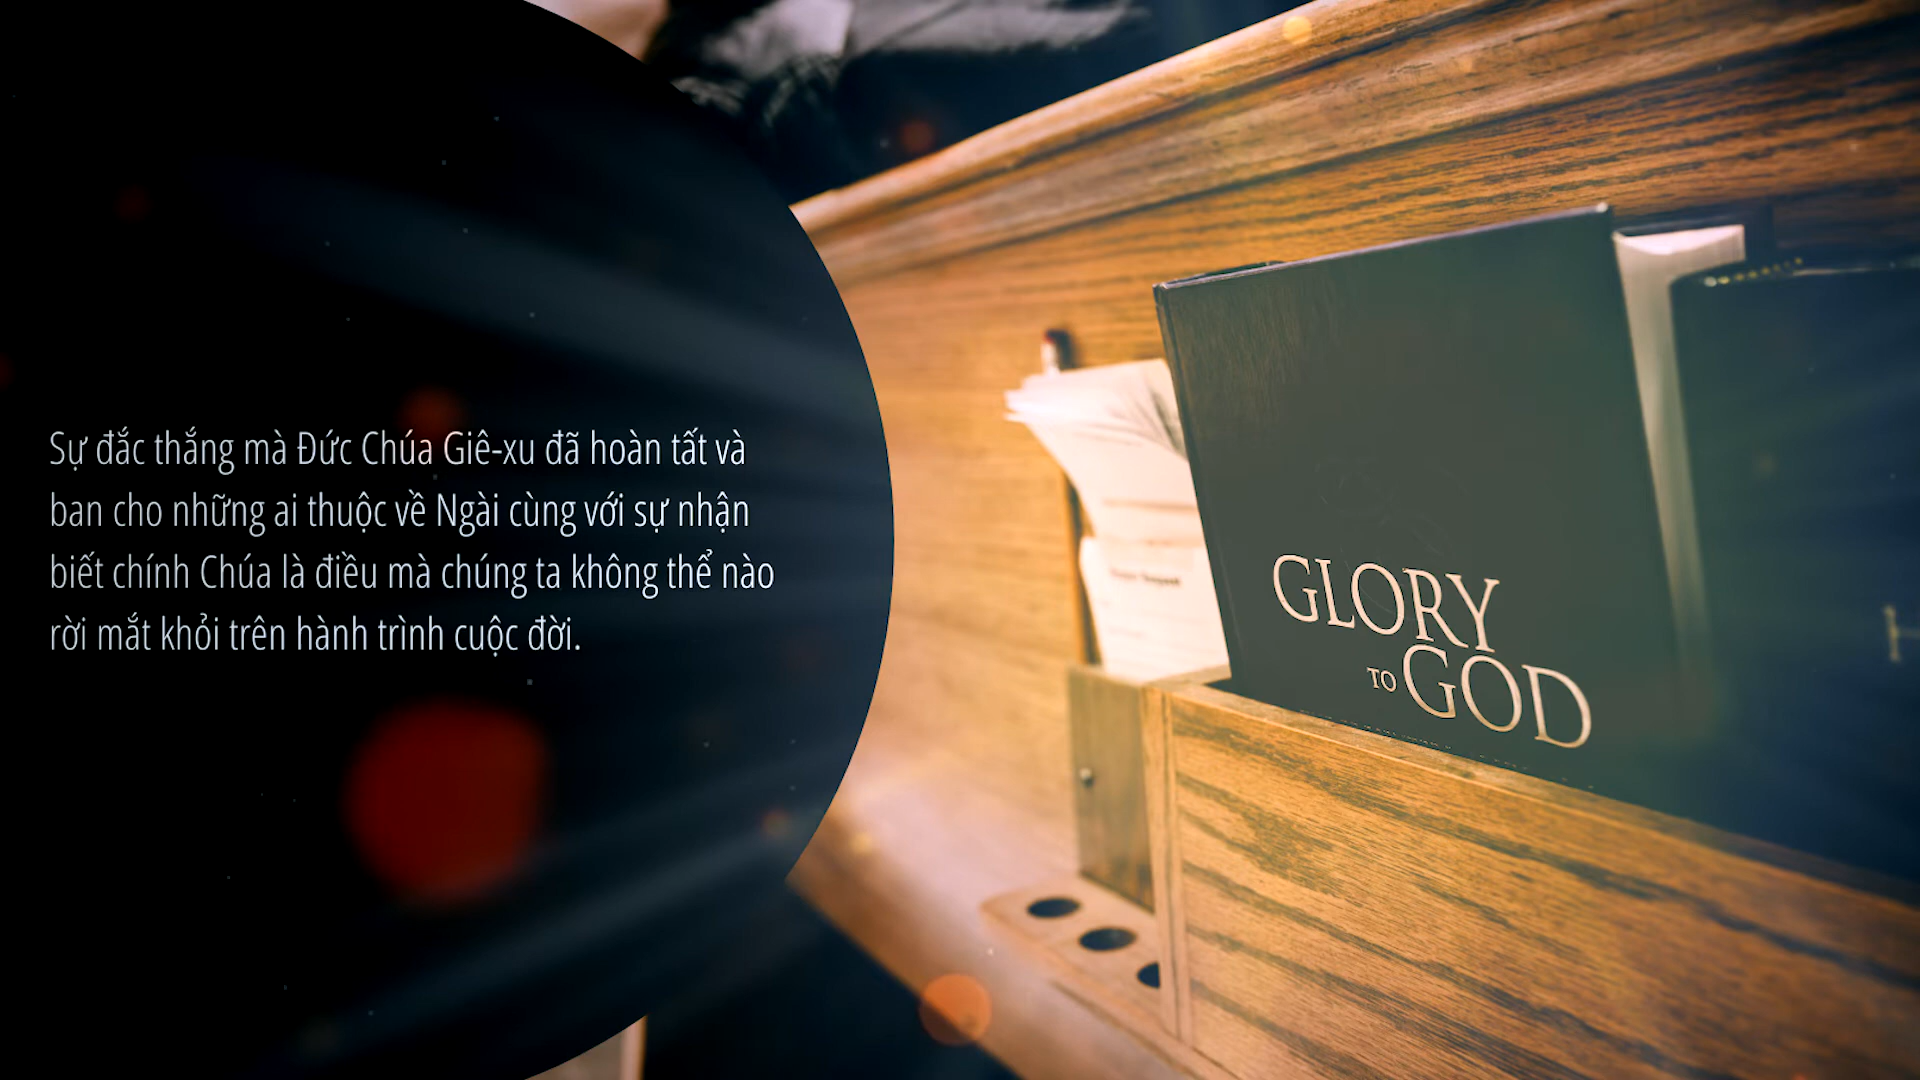 Sự đắc thắng mà Đức Chúa Giê-xu đã hoàn tất và
ban cho những ai thuộc về Ngài cùng với sự nhận
biết chính Chúa là điều mà chúng ta không thể nào
rời mắt khỏi trên hành trình cuộc đời.
GLORY
TO GOD